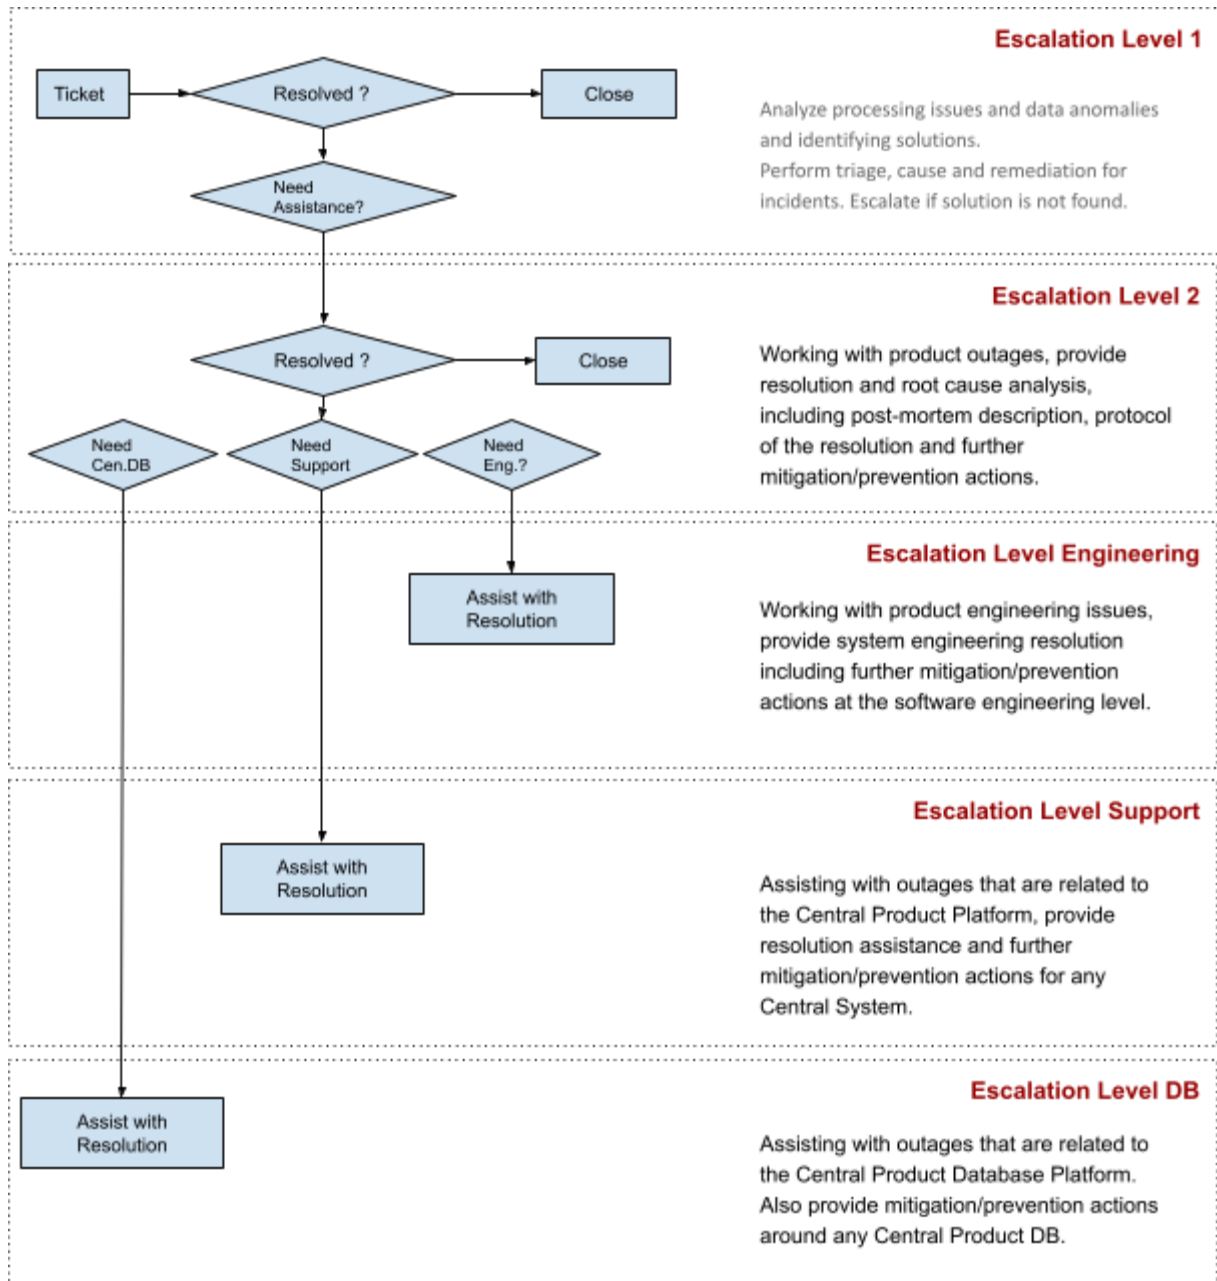 Escalation Level 1
Ticket
Resolved ?
Close
Need
Assistance?
Analyze processing issues and data anomalies
and identifying solutions.
Perform triage, cause and remediation for
incidents. Escalate if solution is not found.
Escalation Level 2
Resolved ?
Close
Need
Cen.DB
Need
Support
Need
Eng.?
Working with product outages, provide
resolution and root cause analysis,
including post-mortem description, protocol
of the resolution and further
mitigation/prevention actions.
Escalation Level Engineering
Assist with
Resolution
Working with product engineering issues,
provide system engineering resolution
including further mitigation/prevention
actions at the software engineering level.
Escalation Level Support
Assist with
Resolution
Assisting with outages that are related to
the Central Product Platform, provide
resolution assistance and further
mitigation/prevention actions for any
Central System.
Escalation Level DB
Assist with
Resolution
Assisting with outages that are related to
the Central Product Database Platform.
Also provide mitigation/prevention actions
around any Central Product DB.